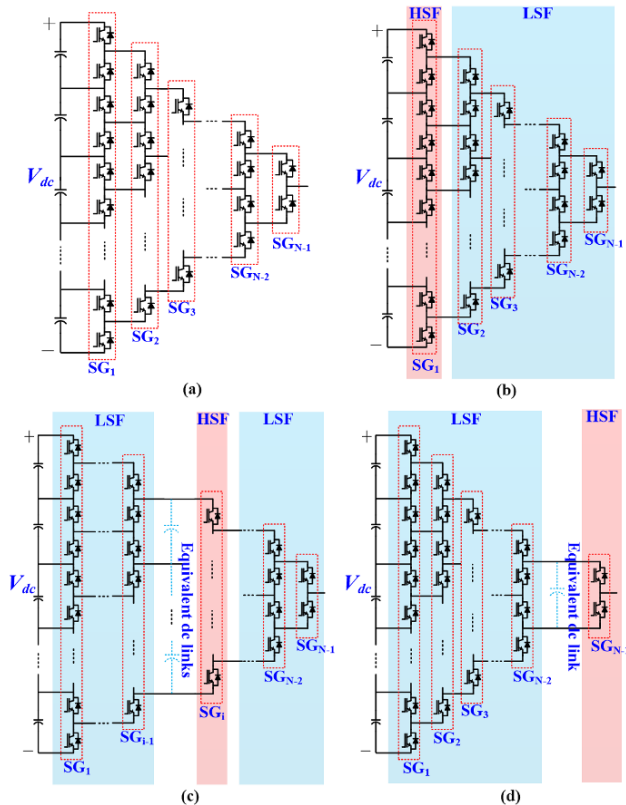 +
V_dc
−
SG_1
SG_2
SG_3
SG_N-2
SG_N-1
(a)
HSF
LSF
+
V_dc
−
SG_1
SG_2
SG_3
SG_N-2
SG_N-1
(b)
LSF
HSF
LSF
+
V_dc
−
Equivalent dc links
SG_1
SG_i-1
SG_i
SG_N-2
SG_N-1
(c)
LSF
HSF
+
V_dc
−
Equivalent dc link
SG_1
SG_2
SG_3
SG_N-2
SG_N-1
(d)